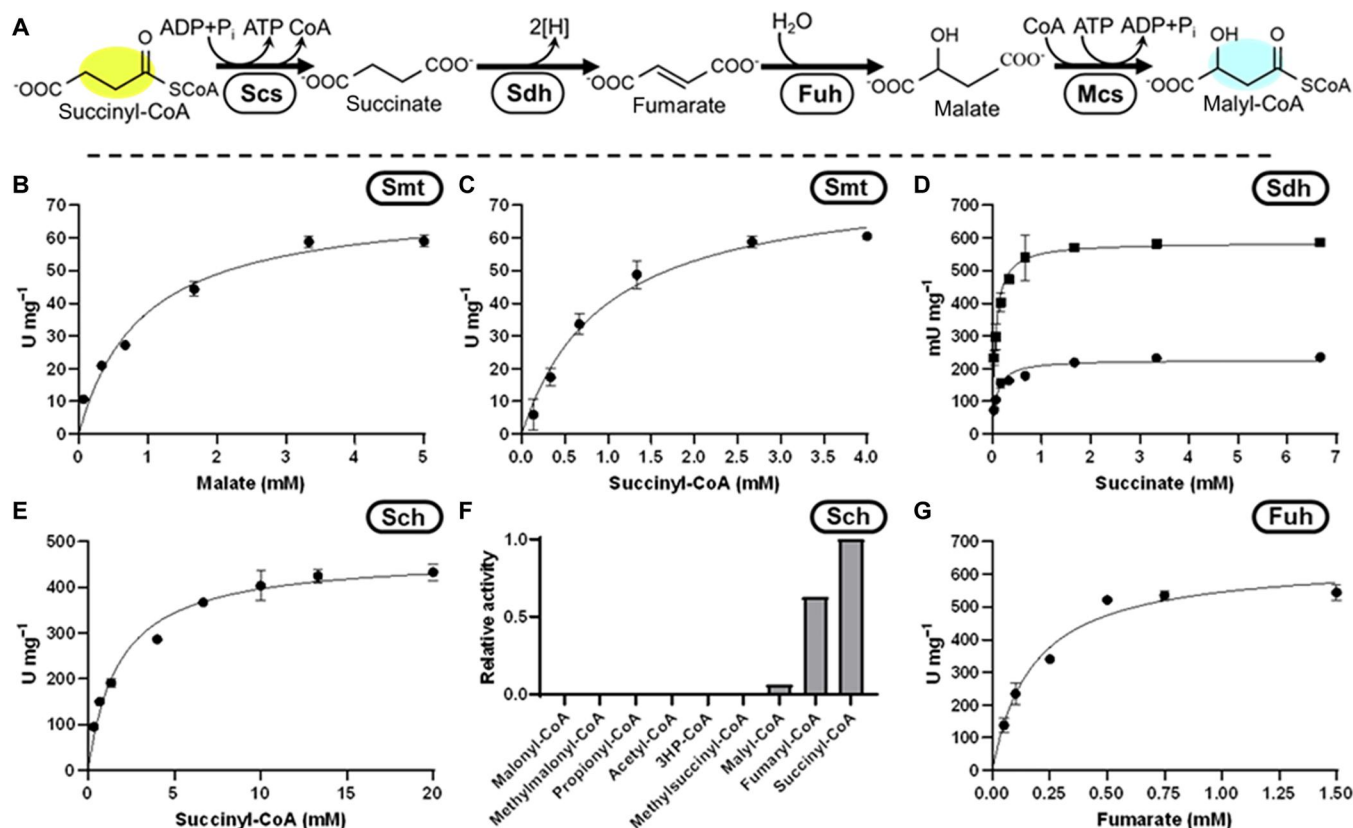 A
ADP+Pi ATP CoA
2[H]
H2O
CoA ATP ADP+Pi
O
OH
OH O
-OOC SCoA
-OOC COO-
-OOC COO-
-OOC COO-
-OOC SCoA
Succinyl-CoA Scs Succinate Sdh Fumarate Fuh Malate Mcs Malyl-CoA
B Smt
U mg–1
70
60
50
40
30
20
10
0
0 1 2 3 4 5
Malate (mM)
C Smt
U mg–1
70
60
50
40
30
20
10
0
0.0 0.5 1.0 1.5 2.0 2.5 3.0 3.5 4.0
Succinyl-CoA (mM)
D Sdh
mU mg–1
700
600
500
400
300
200
100
0
0 1 2 3 4 5 6 7
Succinate (mM)
E Sch
U mg–1
500
400
300
200
100
0
0 5 10 15 20
Succinyl-CoA (mM)
F Sch
Relative activity
1.0
0.5
0.0
Malonyl-CoA
Methylmalonyl-CoA
Propionyl-CoA
Acetyl-CoA
3HP-CoA
Methylsuccinyl-CoA
Malyl-CoA
Fumaryl-CoA
Succinyl-CoA
G Fuh
U mg–1
700
600
500
400
300
200
100
0
0.00 0.25 0.50 0.75 1.00 1.25 1.50
Fumarate (mM)